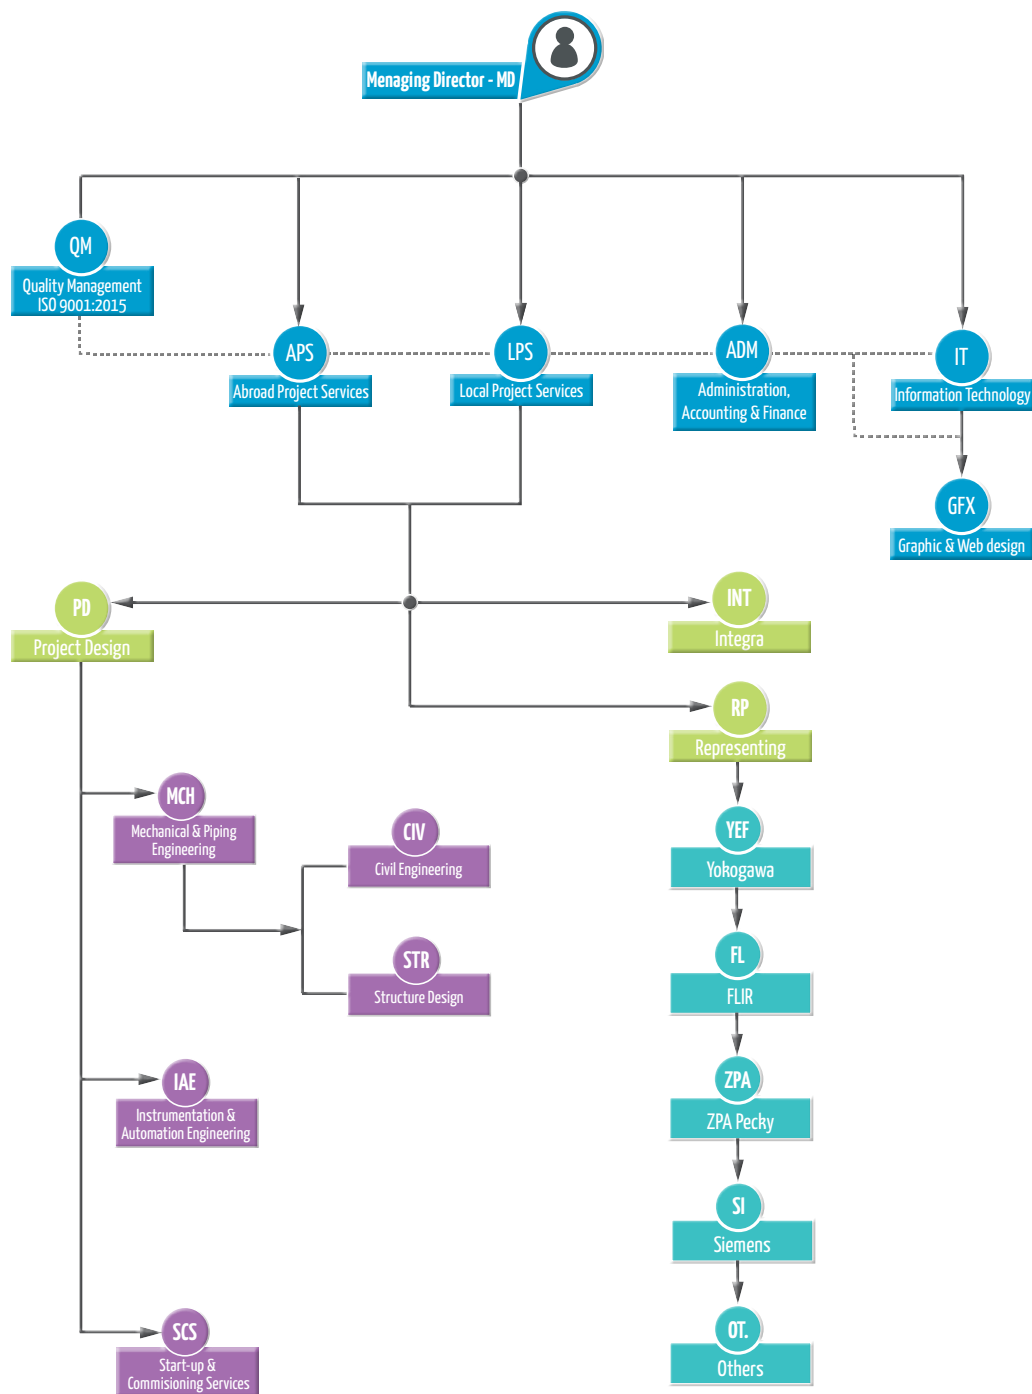 Menaging Director - MD
QM
Quality Management
ISO 9001:2015
APS
Abroad Project Services
LPS
Local Project Services
ADM
Administration,
Accounting & Finance
IT
Information Technology
GFX
Graphic & Web design
PD
Project Design
INT
Integra
RP
Representing
MCH
Mechanical & Piping
Engineering
CIV
Civil Engineering
STR
Structure Design
IAE
Instrumentation &
Automation Engineering
SCS
Start-up &
Commisioning Services
YEF
Yokogawa
FL
FLIR
ZPA
ZPA Pecky
SI
Siemens
OT.
Others